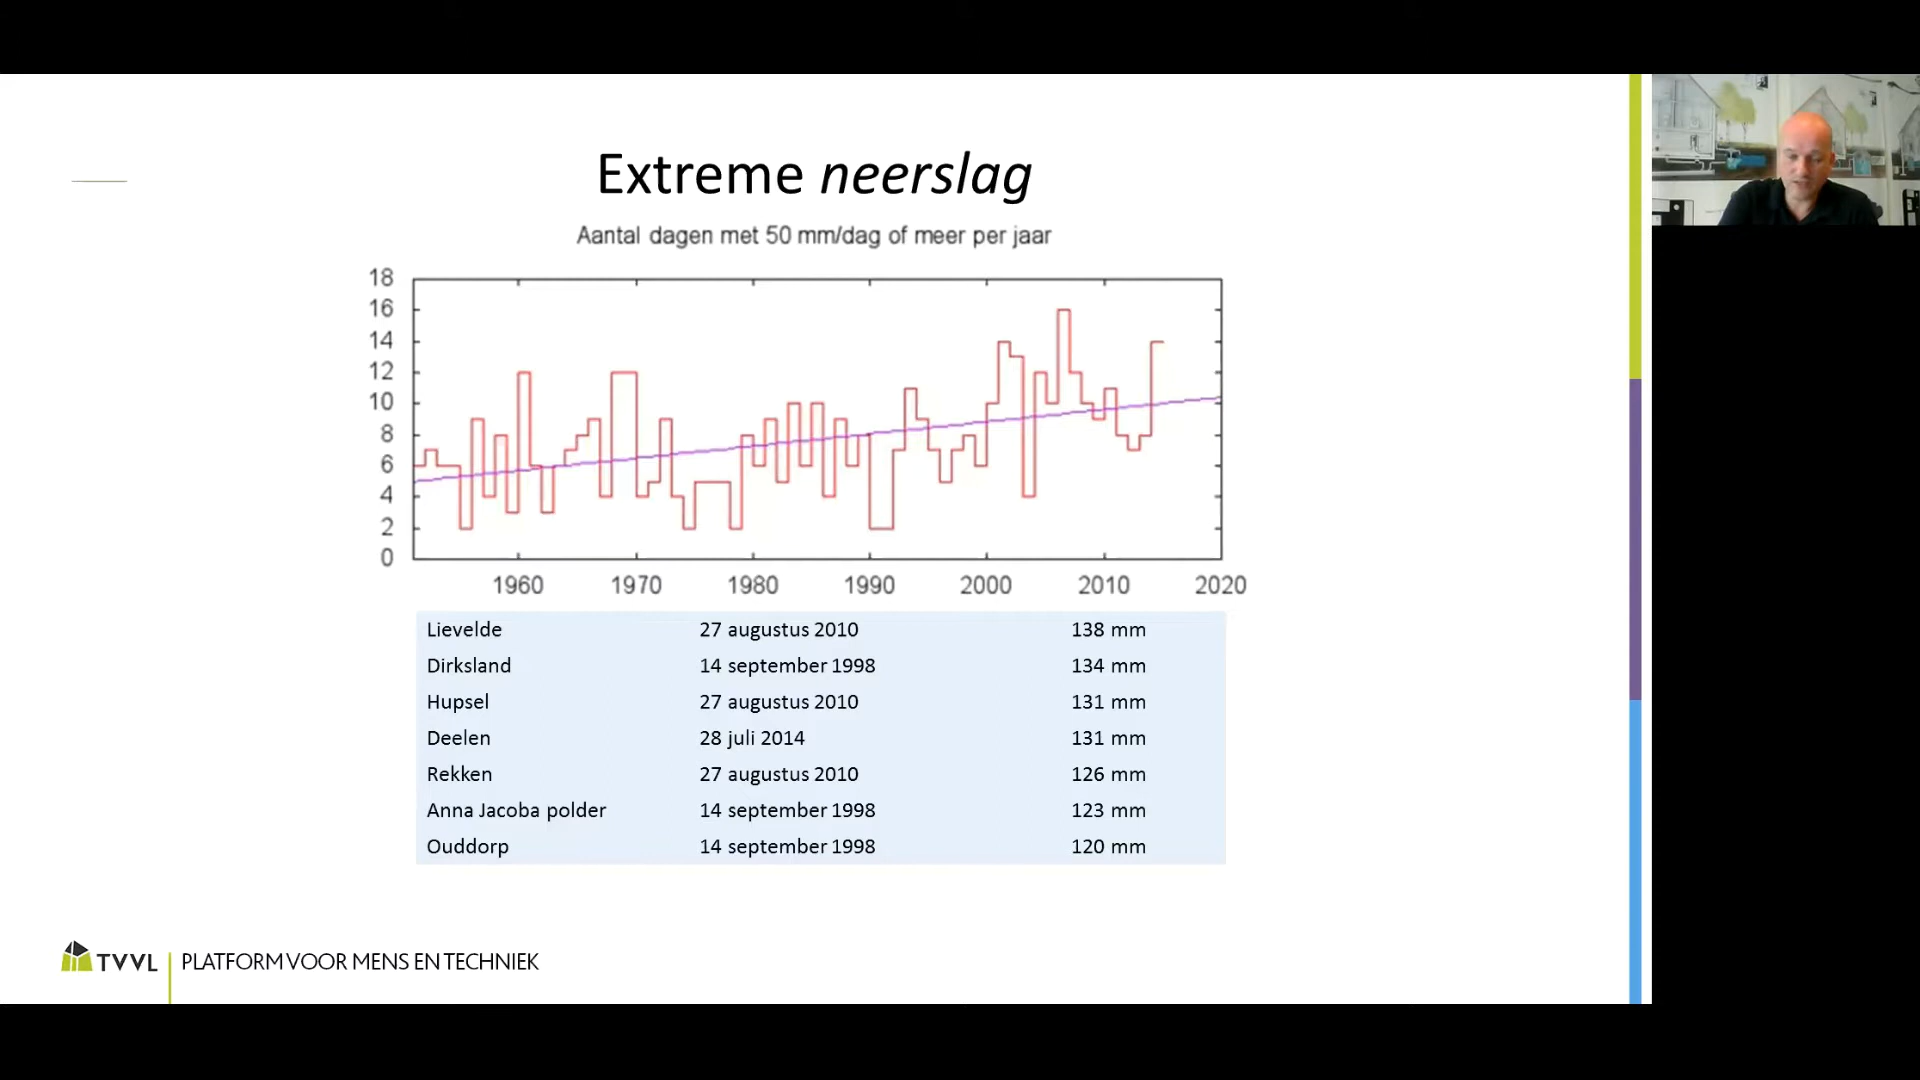 Extreme neerslag
Aantal dagen met 50 mm/dag of meer per jaar
18
16
14
12
10
8
6
4
2
0
1960 1970 1980 1990 2000 2010 2020
Lievelde 27 augustus 2010 138 mm
Dirksland 14 september 1998 134 mm
Hupsel 27 augustus 2010 131 mm
Deelen 28 juli 2014 131 mm
Rekken 27 augustus 2010 126 mm
Anna Jacoba polder 14 september 1998 123 mm
Ouddorp 14 september 1998 120 mm
TVVL PLATFORM VOOR MENS EN TECHNIEK